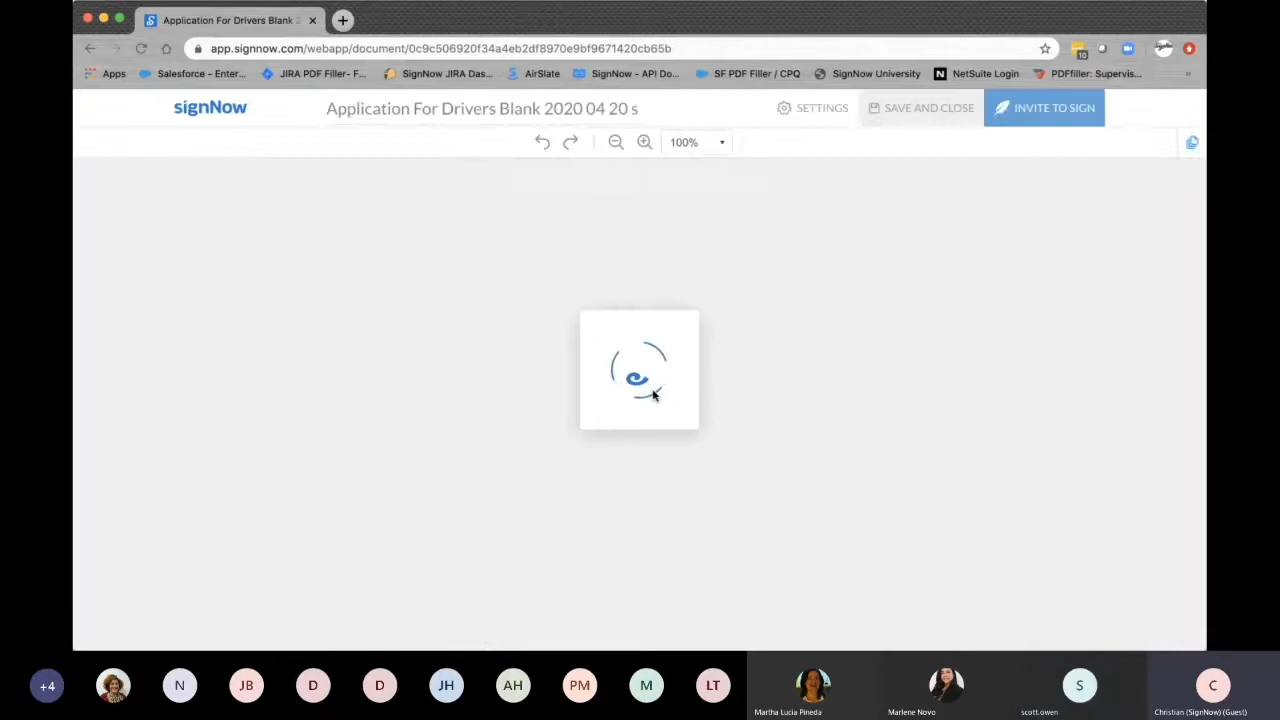 Application For Drivers Blank 2
app.signnow.com/webapp/document/0c9c506920f34a4eb2df8970e9bf9671420cb65b
10
Apps
Salesforce - Enter...
JIRA PDF Filler- F...
SignNow JIRA Das...
AirSlate
SignNow - API Do...
SF PDF Filler / CPQ
SignNow University
NetSuite Login
PDFfiller: Supervis...
»
signNow
Application For Drivers Blank 2020 04 20 s
SETTINGS
SAVE AND CLOSE
INVITE TO SIGN
100%
+4
N
JB
D
D
JH
AH
PM
M
LT
S
C
Martha Lucia Pineda
Marlene Novo
scott.owen
Christian (SignNow) (Guest)